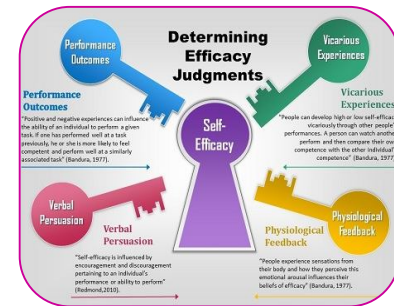 Determining
Efficacy
Judgments
Performance
Outcomes
Vicarious
Experiences
Performance
Outcomes
"Positive and negative experiences can influence
the ability of an individual to perform a given
task. If one has performed well at a task
previously, he or she is more likely to feel
competent and perform well at a similarly
associated task" (Bandura, 1977).
Vicarious
Experiences
"People can develop high or low self-efficacy
vicariously through other people's
performances. A person can watch another
perform and then compare their own
competence with the other individual's
competence" (Bandura, 1977).
Self-
Efficacy
Verbal
Persuasion
Verbal
Persuasion
"Self-efficacy is influenced by
encouragement and discouragement
pertaining to an individual's
performance or ability to perform"
(Redmond,2010).
Physiological
Feedback
Physiological
Feedback
"People experience sensations from
their body and how they perceive this
emotional arousal influences their
beliefs of efficacy" (Bandura, 1977).